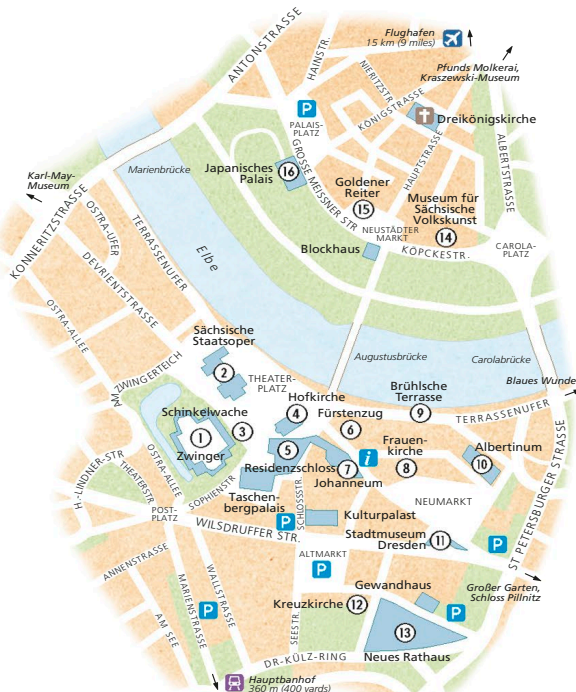 Flughafen
15 km (9 miles)
ANTONSTRASSE
HAINSTR.
NIERITZSTR.
Pfunds Molkerai,
Kraszewski-Museum
P
PALAIS-
PLATZ
KÖNIGSTRASSE
Dreikönigskirche
ALBERTSTRASSE
Marienbrücke
Japanisches
Palais
16
GROSSE MEISSNER STR
HAUPTSTRASSE
Karl-May-
Museum
Goldener
Reiter
15
Museum für
Sächsische
Volkskunst
14
KONNERITZSTRASSE
OSTRA-UFER
TERRASSENUFER
NEUSTÄDTER
MARKT
Blockhaus
KÖPCKESTR.
CAROLA-
PLATZ
Elbe
DEVRIENTSTRASSE
OSTRA-ALLEE
Sächsische
Staatsoper
2
Augustusbrücke
Carolabrücke
AM ZWINGERTEICH
THEATER-
PLATZ
Blaues Wunde
Brühlsche
Terrasse
9
TERRASSENUFER
Hofkirche
4
Fürstenzug
6
Schinkelwache
3
1
Zwinger
5
Residenzschloss
7
Johanneum
i
Frauen-
kirche
8
Albertinum
10
H.-LINDNER-STR
THEATERSTR
OSTRA-ALLEE
SOPHIENSTR
Taschen-
bergpalais
SCHLOSSSTR.
NEUMARKT
ST PETERSBURGER STRASSE
POST-
PLATZ
WILSDRUFFER STR.
P
Kulturpalast
Stadtmuseum
Dresden
11
P
ALTMARKT
P
ANNENSTRASSE
MARIENSTRASSE
WALLSTRASSE
AM SEE
P
Gewandhaus
Großer Garten,
Schloss Pillnitz
Kreuzkirche
12
P
SEESTR.
13
Neues Rathaus
DR-KÜLZ-RING
Hauptbanhof
360 m (400 yards)